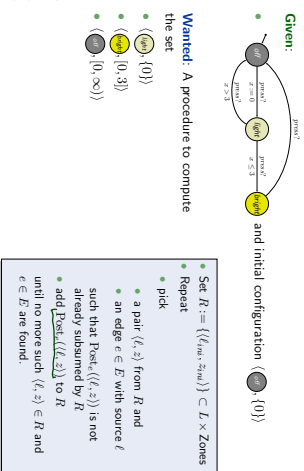 Given:
press?
off
press?
x := 0
light
press?
x ≤ 3
bright
press?
x > 3
and initial configuration ⟨off, {0}⟩
Wanted: A procedure to compute
the set
• ⟨light, {0}⟩
• ⟨bright, [0, 3]⟩
• ⟨off, [0, ∞)⟩
• Set R := {⟨ℓini, zini⟩} ⊂ L × Zones
• Repeat
• pick
• a pair ⟨ℓ, z⟩ from R and
• an edge e ∈ E with source ℓ
such that Poste(⟨ℓ, z⟩) is not
already subsumed by R
• add Poste(⟨ℓ, z⟩) to R
until no more such ⟨ℓ, z⟩ ∈ R and
e ∈ E are found.